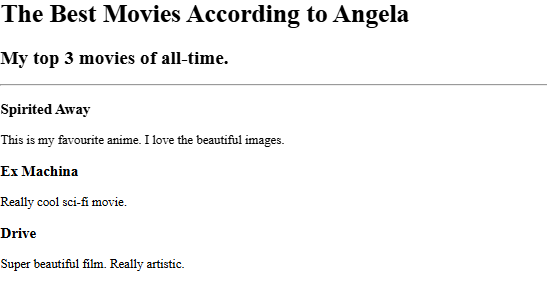 The Best Movies According to Angela
My top 3 movies of all-time.
Spirited Away
This is my favourite anime. I love the beautiful images.
Ex Machina
Really cool sci-fi movie.
Drive
Super beautiful film. Really artistic.